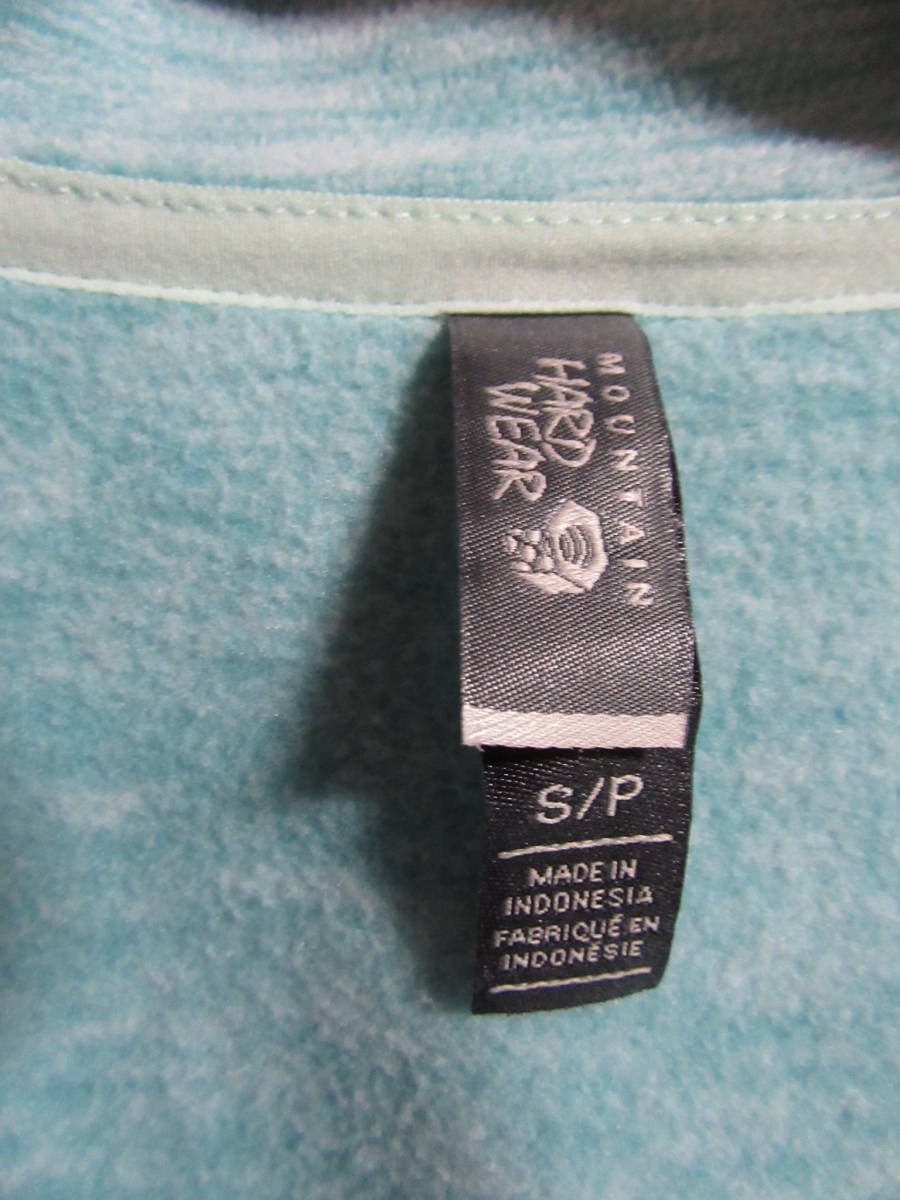 MOUNTAIN
HARD
WEAR
S/P
MADE IN
INDONESIA
FABRIQUÉ EN
INDONÉSIE